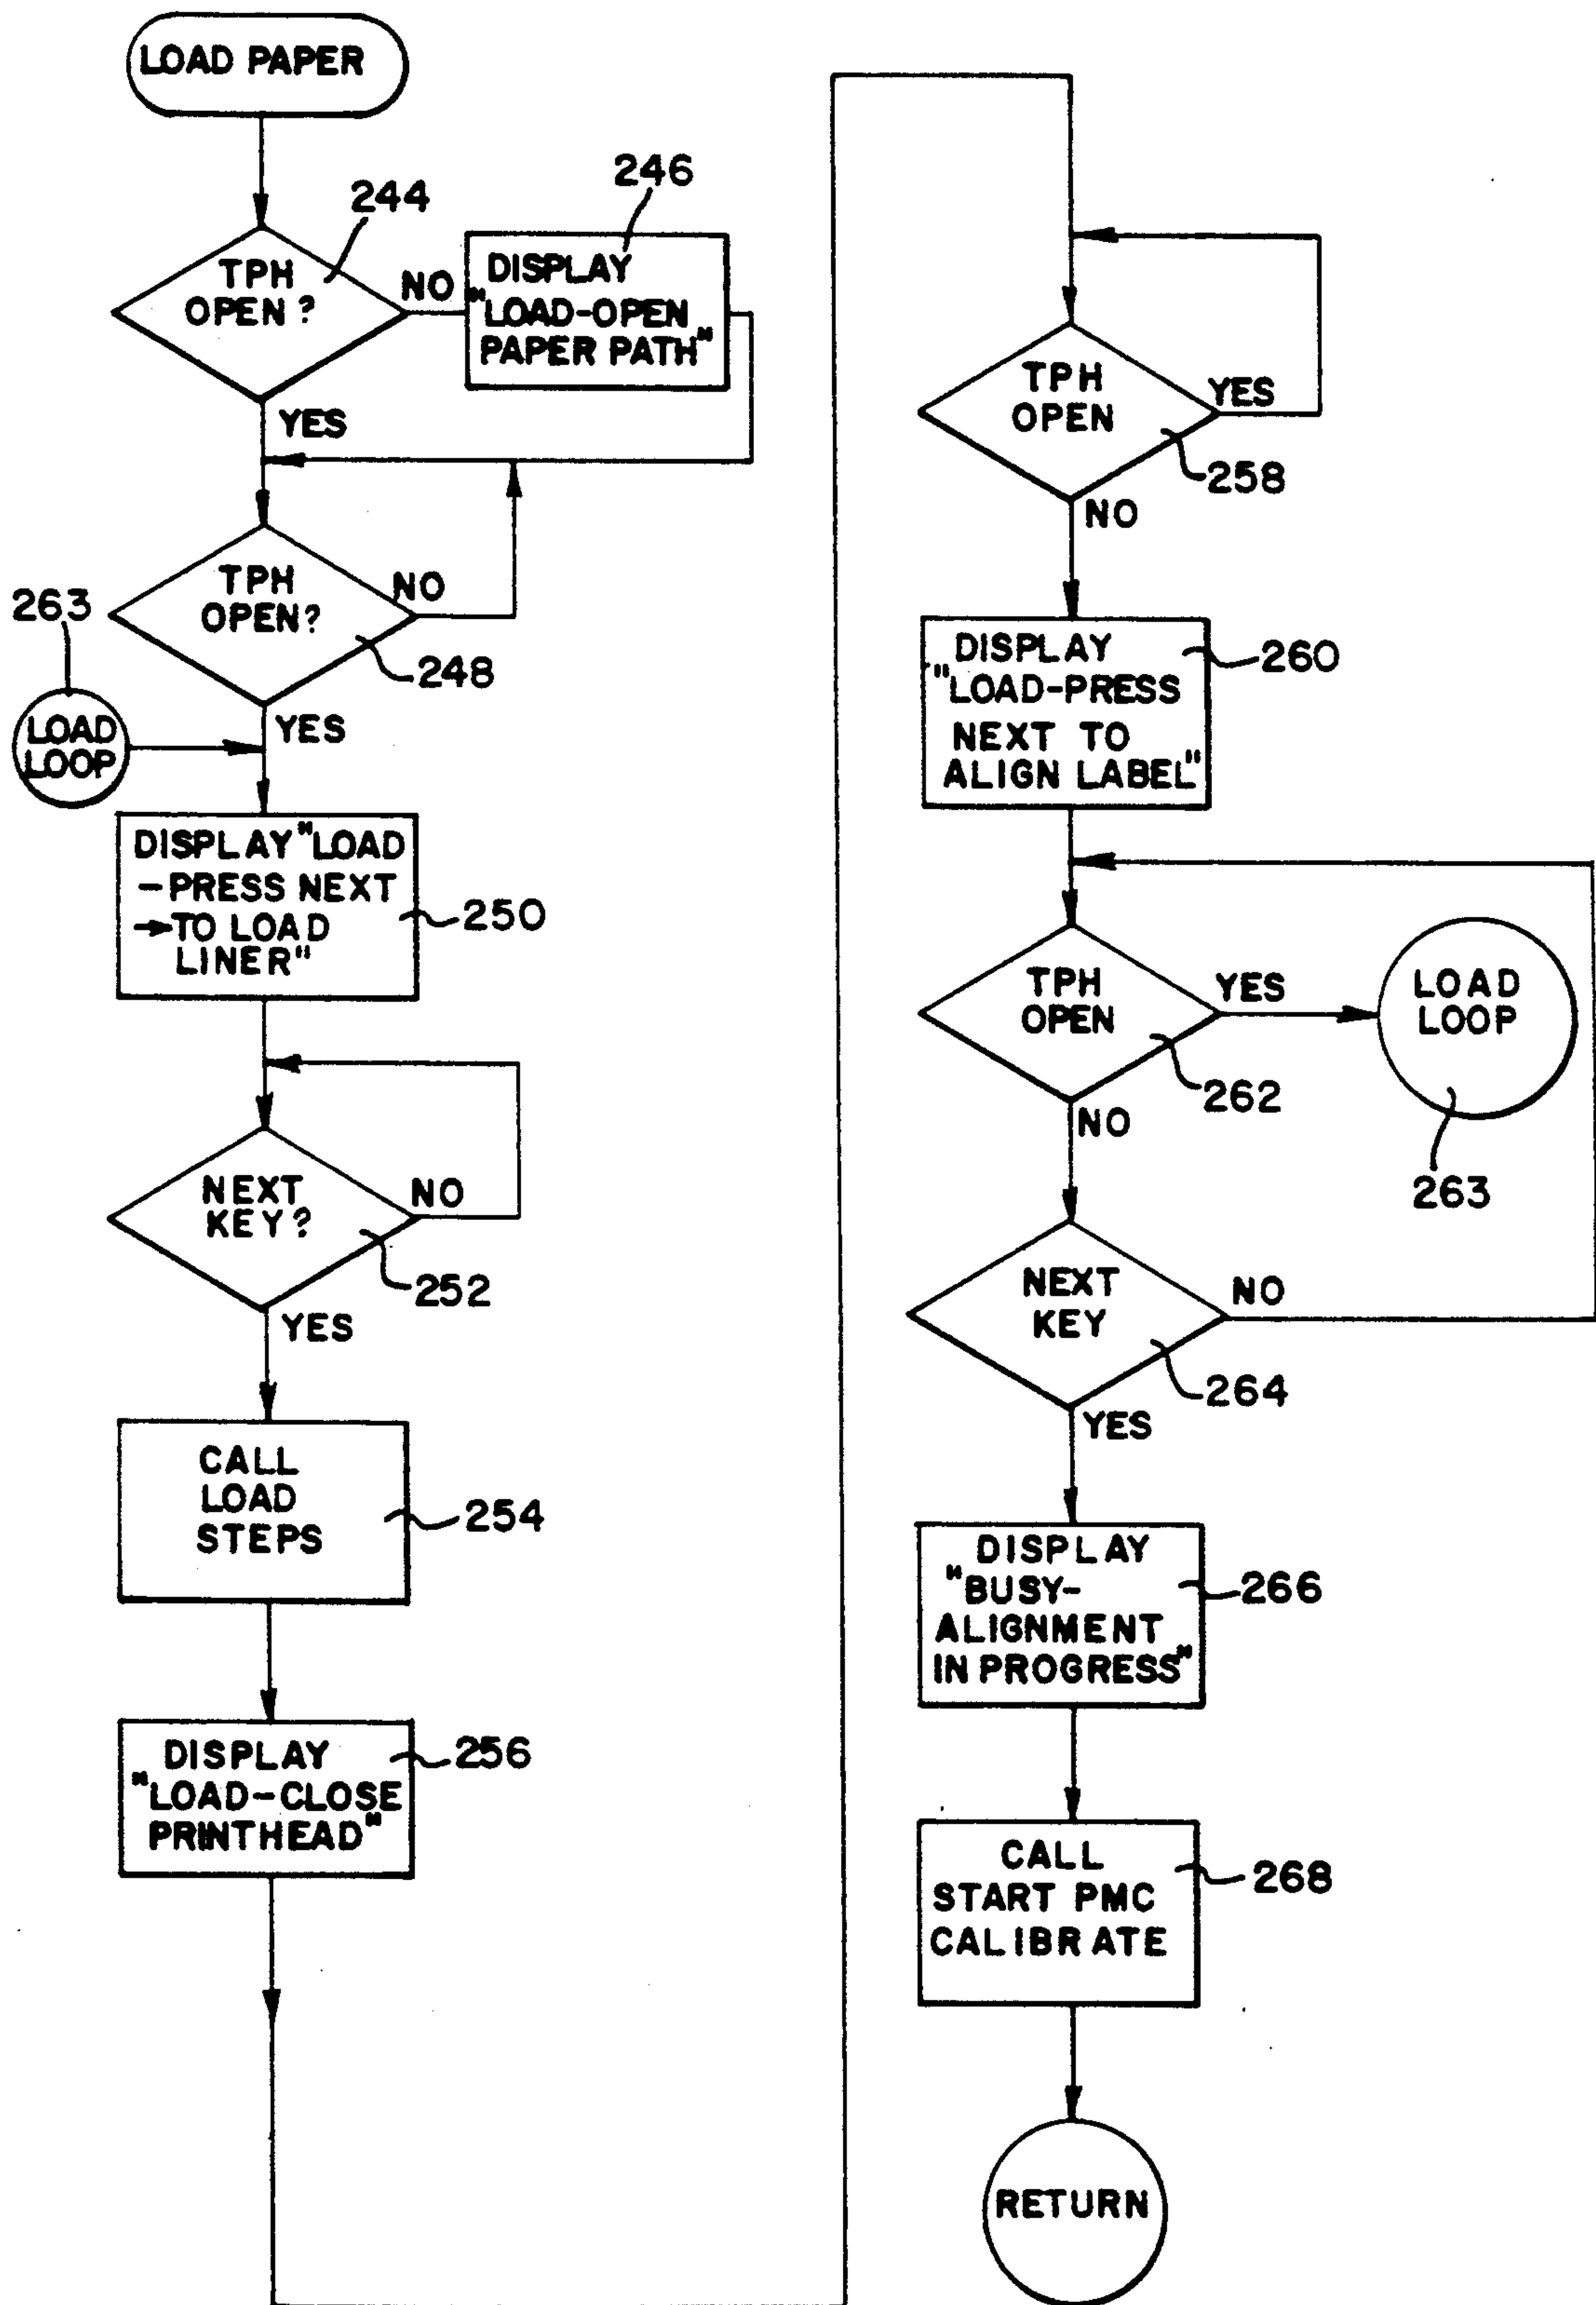 LOAD PAPER
244
246
TPH
OPEN?
NO
DISPLAY
"LOAD-OPEN
PAPER PATH"
YES
TPH
OPEN?
NO
248
263
LOAD
LOOP
YES
DISPLAY "LOAD
-PRESS NEXT
→TO LOAD
LINER"
250
NEXT
KEY?
NO
252
YES
CALL
LOAD
STEPS
254
DISPLAY
"LOAD-CLOSE
PRINTHEAD"
256
TPH
OPEN
YES
258
NO
DISPLAY
"LOAD-PRESS
NEXT TO
ALIGN LABEL"
260
TPH
OPEN
YES
LOAD
LOOP
262
263
NO
NEXT
KEY
NO
264
YES
DISPLAY
"BUSY-
ALIGNMENT
IN PROGRESS"
266
CALL
START PMC
CALIBRATE
268
RETURN